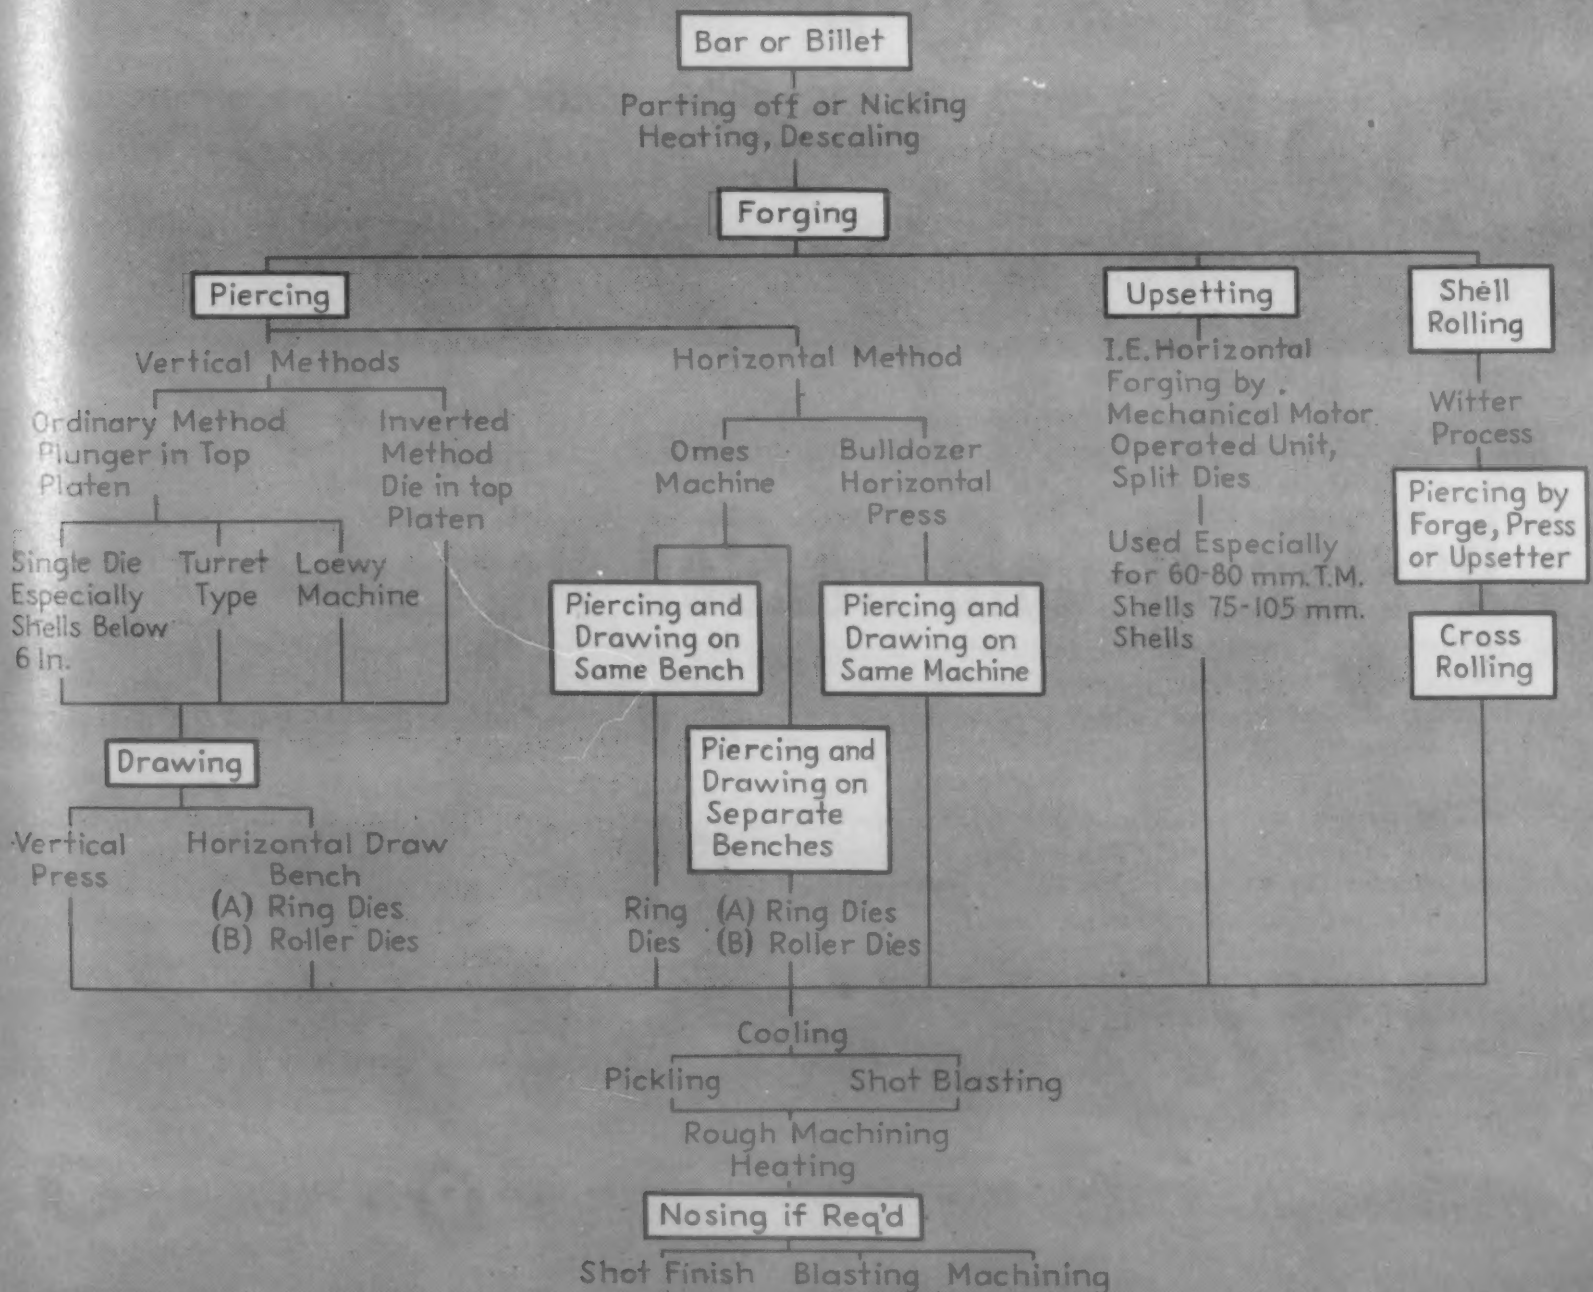 Bar or Billet
Parting off or Nicking
Heating, Descaling
Forging
Piercing
Vertical Methods
Ordinary Method
Plunger in Top
Platen
Inverted
Method
Die in top
Platen
Single Die
Especially
Shells Below
6 In.
Turret
Type
Loewy
Machine
Drawing
Vertical
Press
Horizontal Draw
Bench
(A) Ring Dies
(B) Roller Dies
Horizontal Method
Omes
Machine
Bulldozer
Horizontal
Press
Piercing and
Drawing on
Same Bench
Ring
Dies
Piercing and
Drawing on
Separate
Benches
(A) Ring Dies
(B) Roller Dies
Piercing and
Drawing on
Same Machine
Upsetting
I.E. Horizontal
Forging by .
Mechanical Motor
Operated Unit,
Split Dies
Used Especially
for 60-80 mm. T.M.
Shells 75-105 mm.
Shells
Shell
Rolling
Witter
Process
Piercing by
Forge, Press
or Upsetter
Cross
Rolling
Cooling
Pickling
Shot Blasting
Rough Machining
Heating
Nosing if Req'd
Shot Finish Blasting Machining